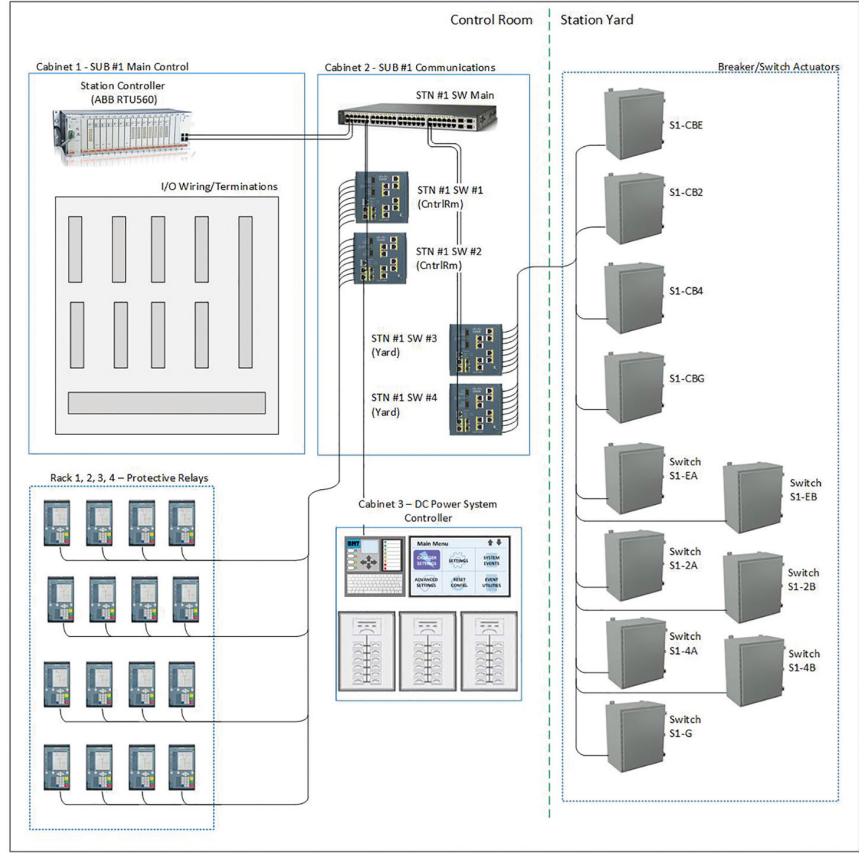 Control Room
Station Yard
Cabinet 1 - SUB #1 Main Control
Cabinet 2 - SUB #1 Communications
Breaker/Switch Actuators
Station Controller
(ABB RTU560)
STN #1 SW Main
I/O Wiring/Terminations
STN #1 SW #1
(CntrlRm)
STN #1 SW #2
(CntrlRm)
STN #1 SW #3
(Yard)
STN #1 SW #4
(Yard)
S1-CBE
S1-CB2
S1-CB4
S1-CBG
Switch
S1-EA
Switch
S1-EB
Switch
S1-2A
Switch
S1-2B
Switch
S1-4A
Switch
S1-4B
Switch
S1-G
Rack 1, 2, 3, 4 – Protective Relays
Cabinet 3 – DC Power System
Controller
Main Menu
CHARGER
SETTINGS
SETTINGS
SYSTEM
EVENTS
ADVANCED
SETTINGS
RESET
CONTRL
EVENT
UTILITIES